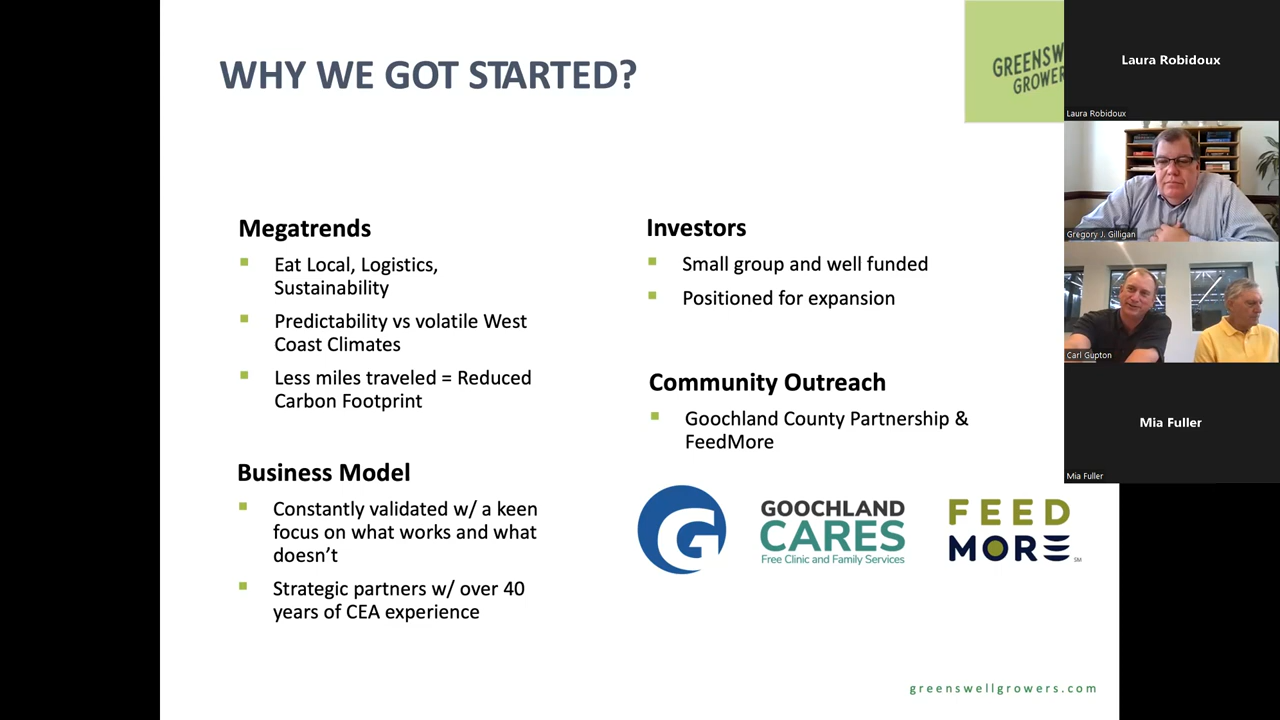 WHY WE GOT STARTED?
GREENSW
GROWER
Megatrends
Eat Local, Logistics,
Sustainability
Predictability vs volatile West
Coast Climates
Less miles traveled = Reduced
Carbon Footprint
Business Model
Constantly validated w/ a keen
focus on what works and what
doesn’t
Strategic partners w/ over 40
years of CEA experience
Investors
Small group and well funded
Positioned for expansion
Community Outreach
Goochland County Partnership &
FeedMore
G
GOOCHLAND
CARES
Free Clinic and Family Services
FEED
MORE
SM
greenswellgrowers.com
Laura Robidoux
Laura Robidoux
Gregory J. Gilligan
Carl Gupton
Mia Fuller
Mia Fuller